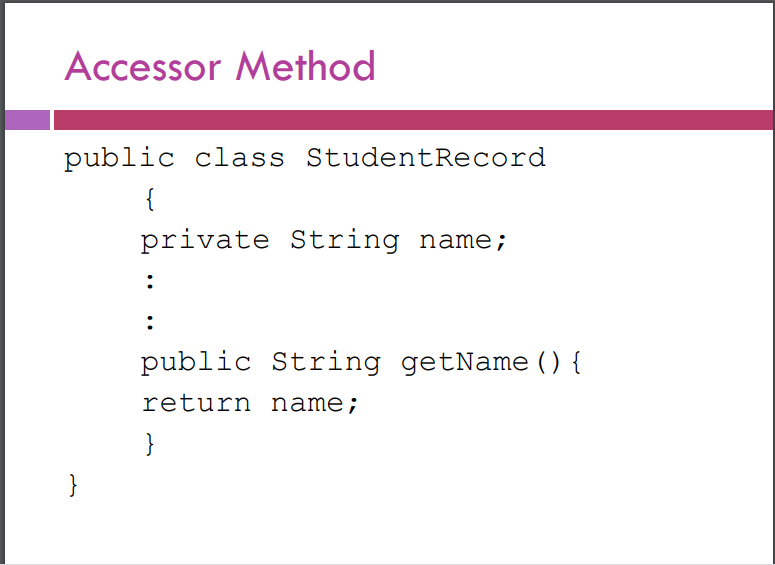 Accessor Method
public class StudentRecord
{
private String name;
:
:
public String getName(){
return name;
}
}